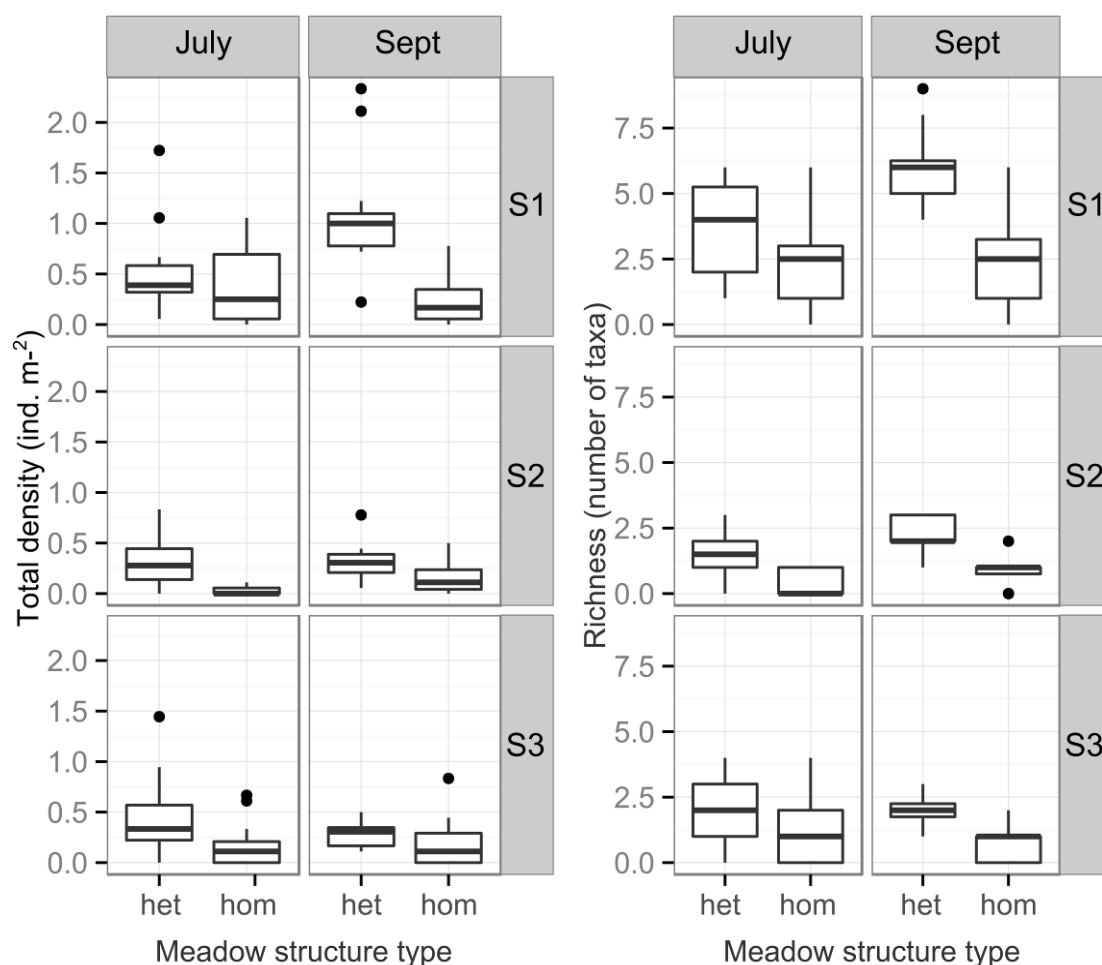 July Sept
2.0
1.5
1.0
0.5
0.0
S1
2.0
1.5
1.0
0.5
0.0
S2
2.0
1.5
1.0
0.5
0.0
S3
Total density (ind. m-²)
het hom het hom
Meadow structure type
July Sept
7.5
5.0
2.5
0.0
S1
7.5
5.0
2.5
0.0
S2
7.5
5.0
2.5
0.0
S3
Richness (number of taxa)
het hom het hom
Meadow structure type